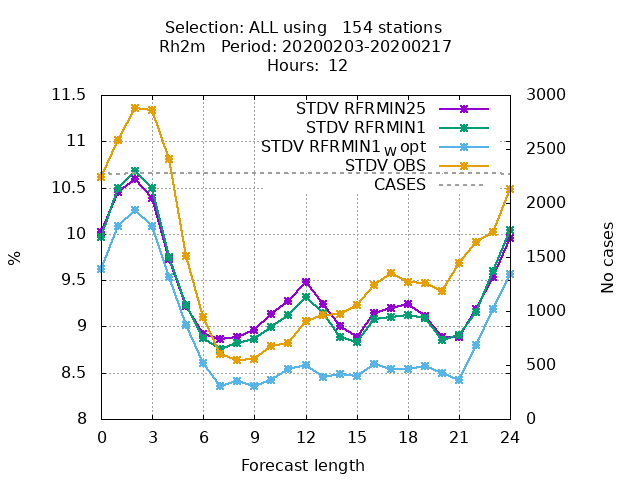 Selection: ALL using   154 stations
Rh2m   Period: 20200203-20200217
Hours:  12
STDV RFRMIN25
STDV RFRMIN1
STDV RFRMIN1_w opt
STDV OBS
CASES
%
11.5
11
10.5
10
9.5
9
8.5
8
3000
2500
2000
1500
1000
500
0
No cases
0 3 6 9 12 15 18 21 24
Forecast length